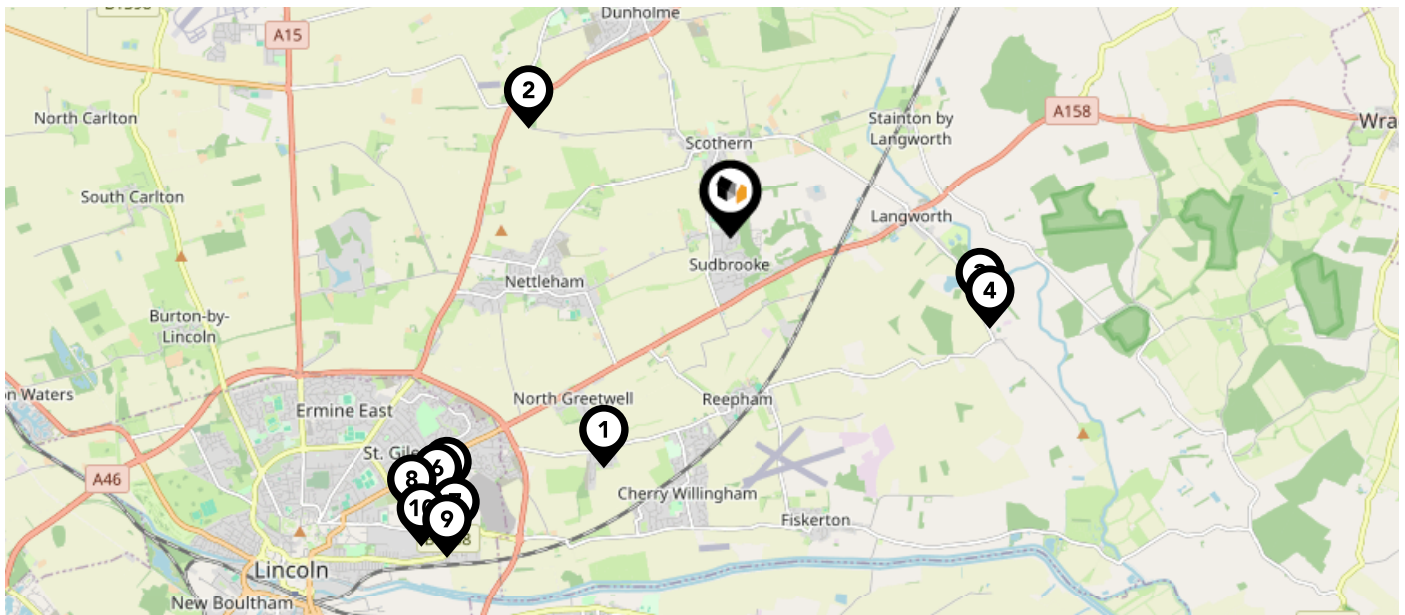 Dunholme
A15
2
North Carlton
A158
Stainton by
Langworth
Wra
Scothern
South Carlton
Langworth
Sudbrooke
Nettleham
4
Burton-by-
Lincoln
on Waters
North Greetwell
Reepham
Ermine East
1
St. Gile
6
8
A46
Cherry Willingham
10
9
Fiskerton
Lincoln
New Boultham